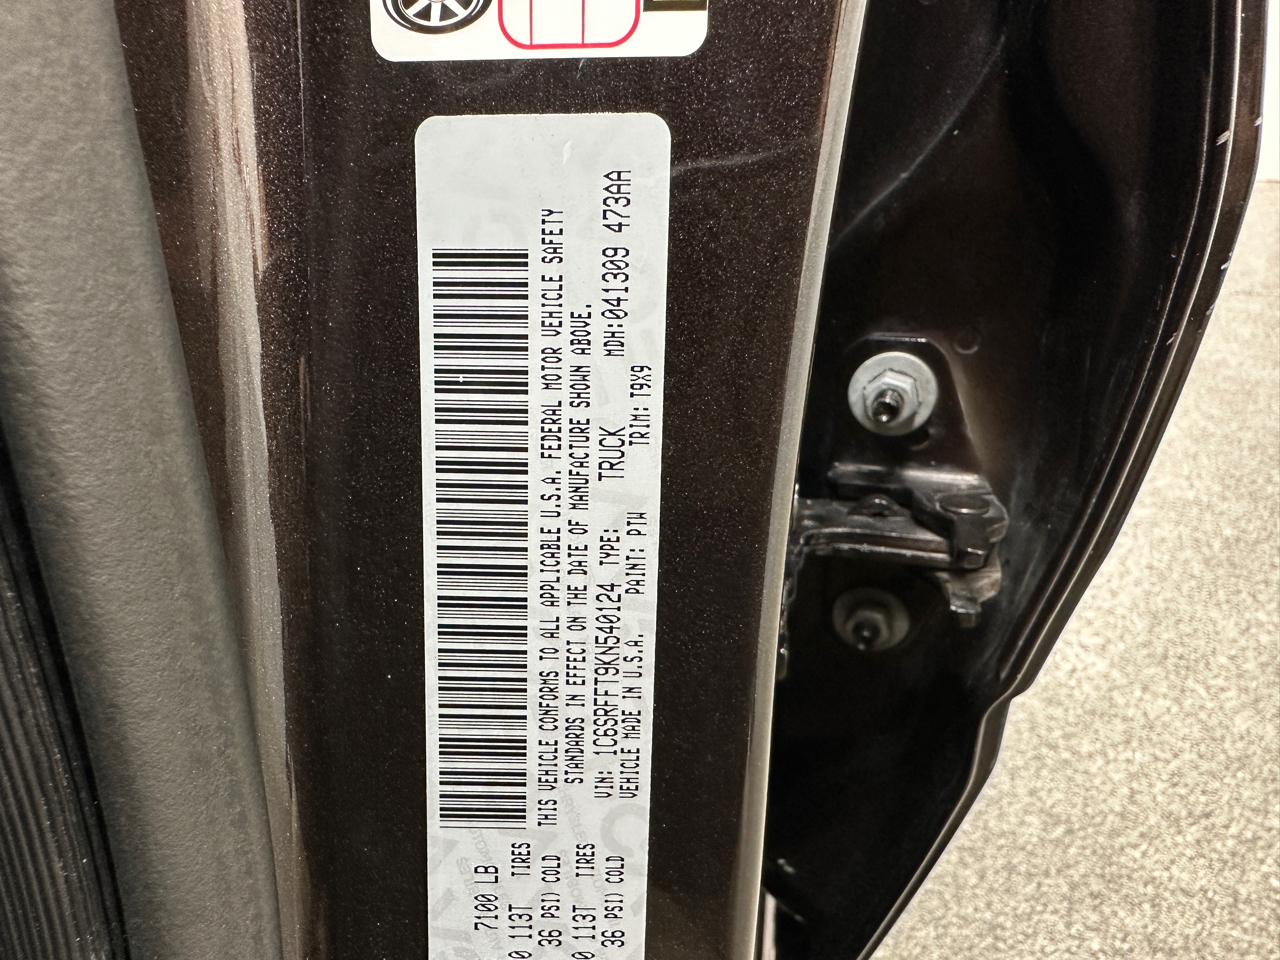 7100 LB
0 113T TIRES
36 PSI) COLD
0 113T TIRES
36 PSI) COLD
THIS VEHICLE CONFORMS TO ALL APPLICABLE U.S.A. FEDERAL MOTOR VEHICLE SAFETY
STANDARDS IN EFFECT ON THE DATE OF MANUFACTURE SHOWN ABOVE.
VIN: 1C6SRFFT9KN540124 TYPE: TRUCK MDH:041309 473AA
VEHICLE MADE IN U.S.A. PAINT: PTW TRIM: T9X9